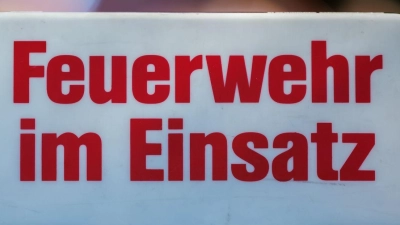 Feuerwehr
im Einsatz